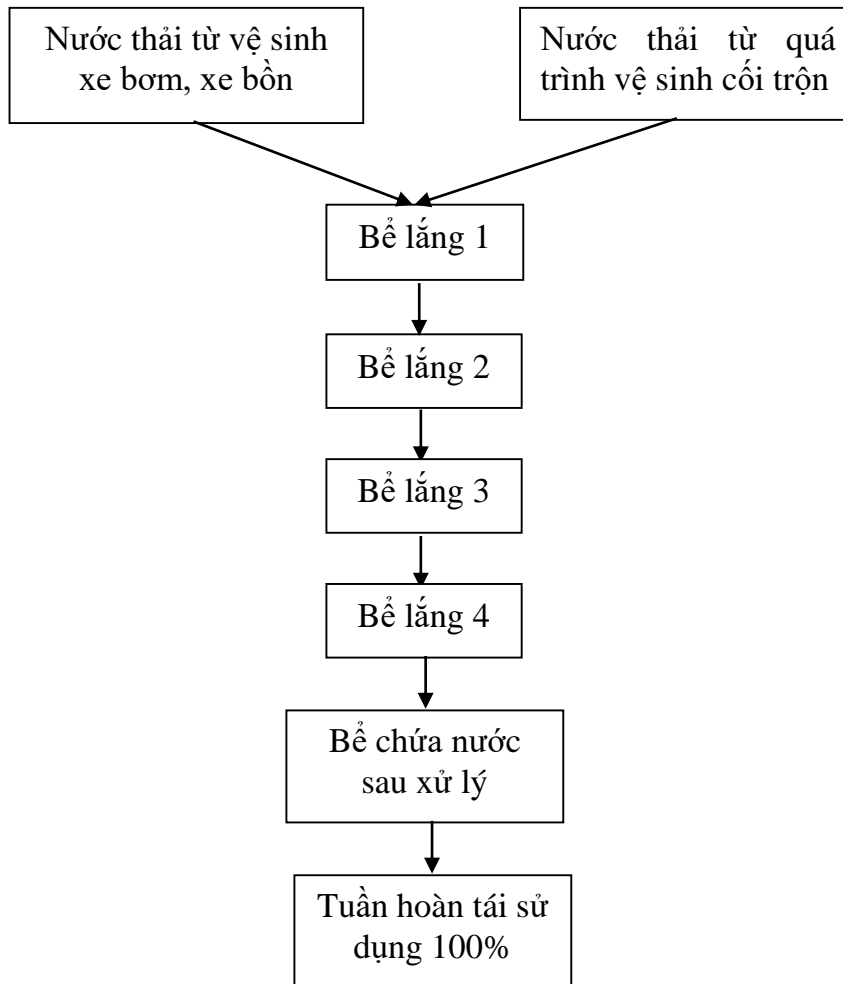 Nước thải từ vệ sinh
xe bơm, xe bồn
Nước thải từ quá
trình vệ sinh cối trộn
Bể lắng 1
Bể lắng 2
Bể lắng 3
Bể lắng 4
Bể chứa nước
sau xử lý
Tuần hoàn tái sử
dụng 100%